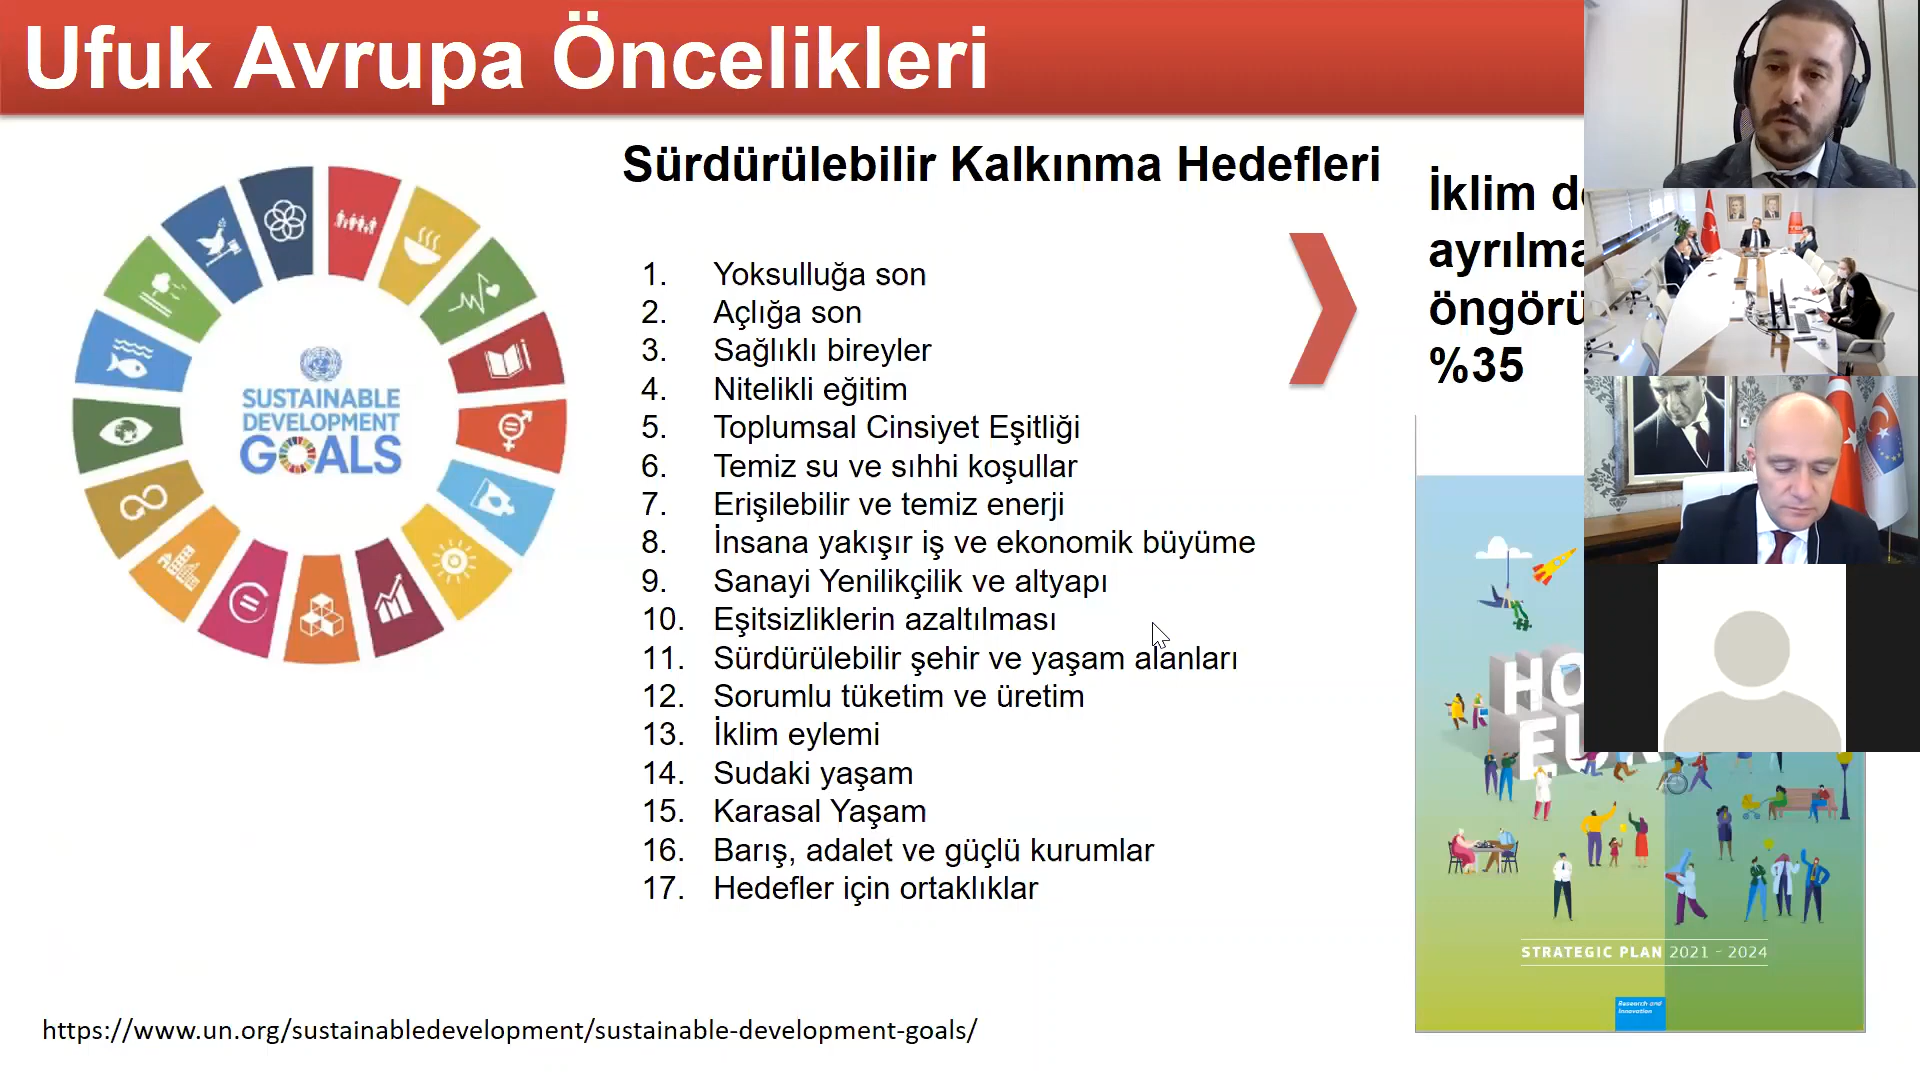 Ufuk Avrupa Öncelikleri
Sürdürülebilir Kalkınma Hedefleri
SUSTAINABLE
DEVELOPMENT
GOALS
1. Yoksulluğa son
2. Açlığa son
3. Sağlıklı bireyler
4. Nitelikli eğitim
5. Toplumsal Cinsiyet Eşitliği
6. Temiz su ve sıhhi koşullar
7. Erişilebilir ve temiz enerji
8. İnsana yakışır iş ve ekonomik büyüme
9. Sanayi Yenilikçilik ve altyapı
10. Eşitsizliklerin azaltılması
11. Sürdürülebilir şehir ve yaşam alanları
12. Sorumlu tüketim ve üretim
13. İklim eylemi
14. Sudaki yaşam
15. Karasal Yaşam
16. Barış, adalet ve güçlü kurumlar
17. Hedefler için ortaklıklar
İklim
%35
STRATEGIC PLAN 2021 - 2024
Research and
Innovation
https://www.un.org/sustainabledevelopment/sustainable-development-goals/